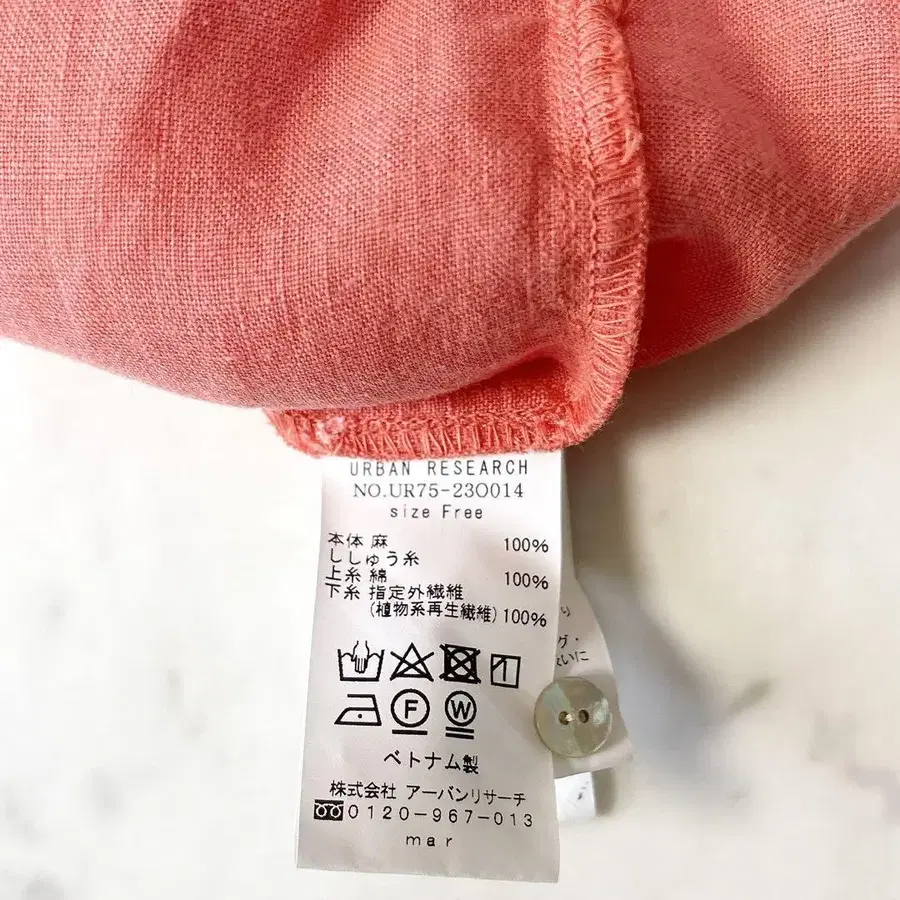 URBAN RESEARCH
NO.UR75-23O014
size Free
本体 麻 100%
ししゅう糸
上糸 綿 100%
下糸 指定外繊維
(植物系再生繊維) 100%
F W
ベトナム製
株式会社 アーバンリサーチ
0120-967-013
mar